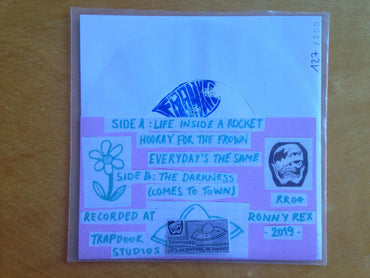 127/200
SIDE A: LIFE INSIDE A ROCKET
HOORAY FOR THE FROWN
EVERYDAY'S THE SAME
SIDE B: THE DARKNESS
(COMES TO TOWN)
RR04
RECORDED AT
TRAPDOOR
STUDIOS
RONNY REX
-2019-
DOWNLOAD